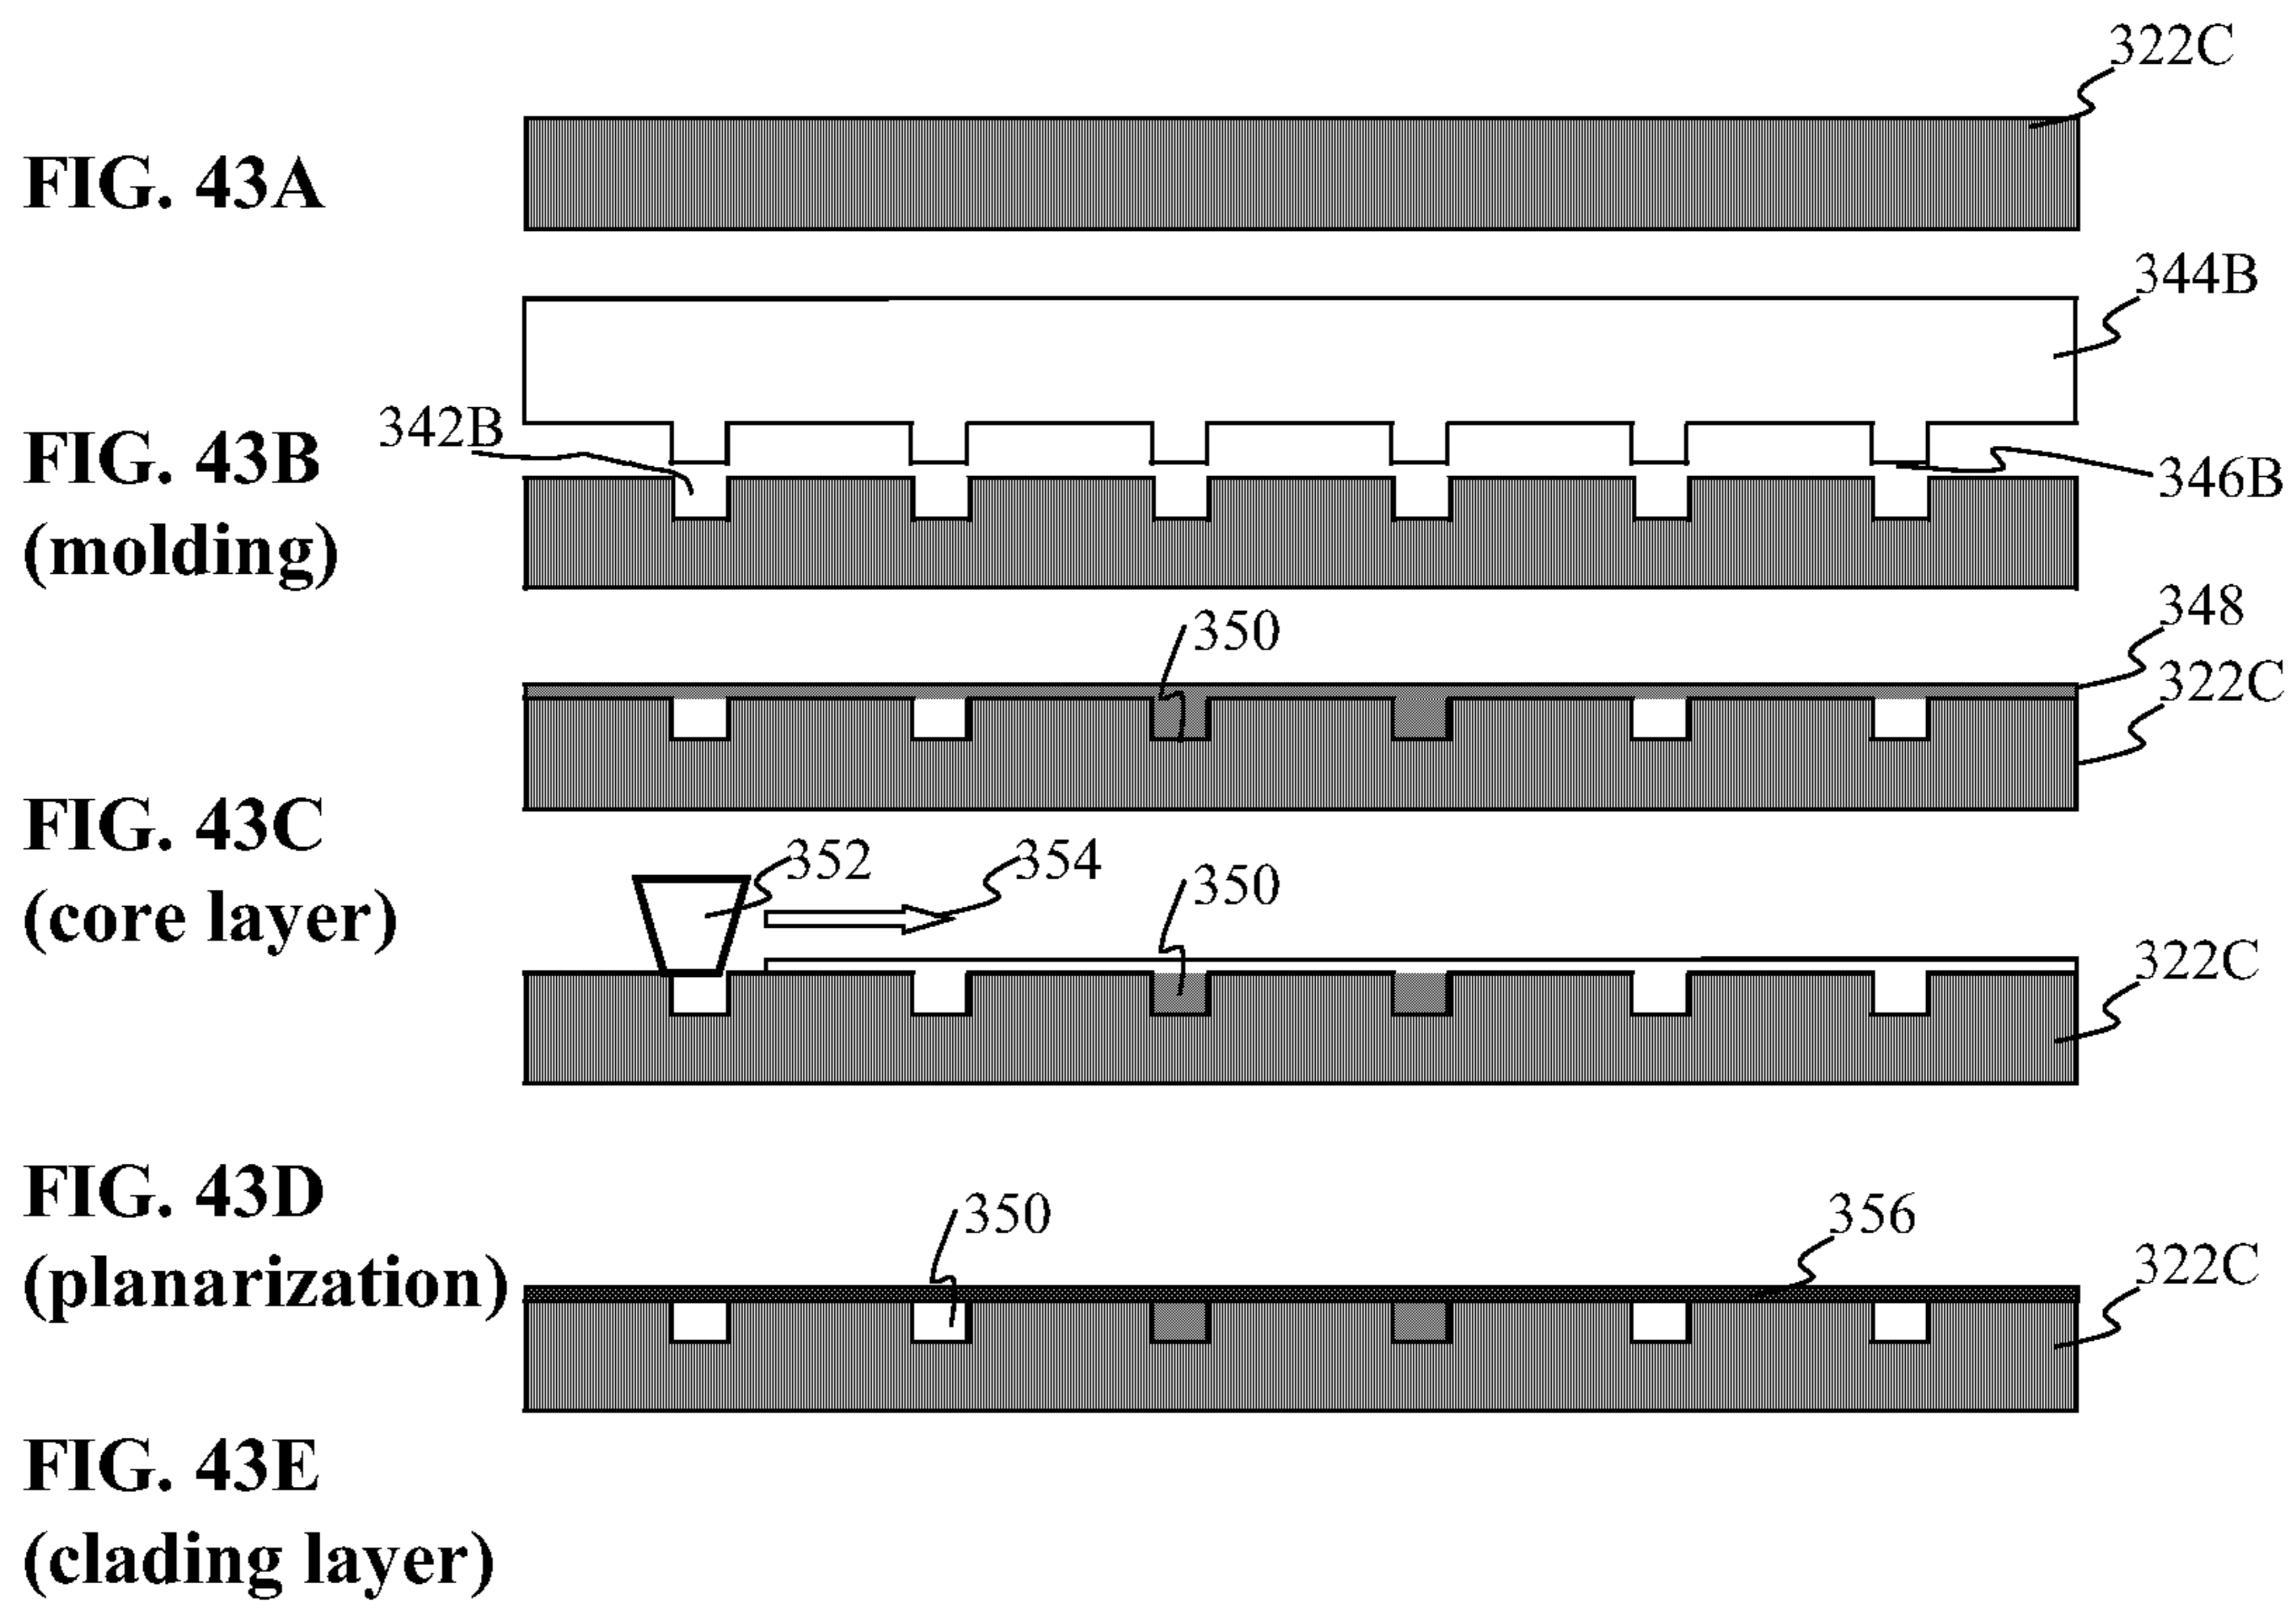 322C
FIG. 43A
344B
342B
FIG. 43B
346B
(molding)
348
350
322C
FIG. 43C
352
354
350
(core layer)
322C
FIG. 43D
350
356
(planarization)
322C
FIG. 43E
(clading layer)